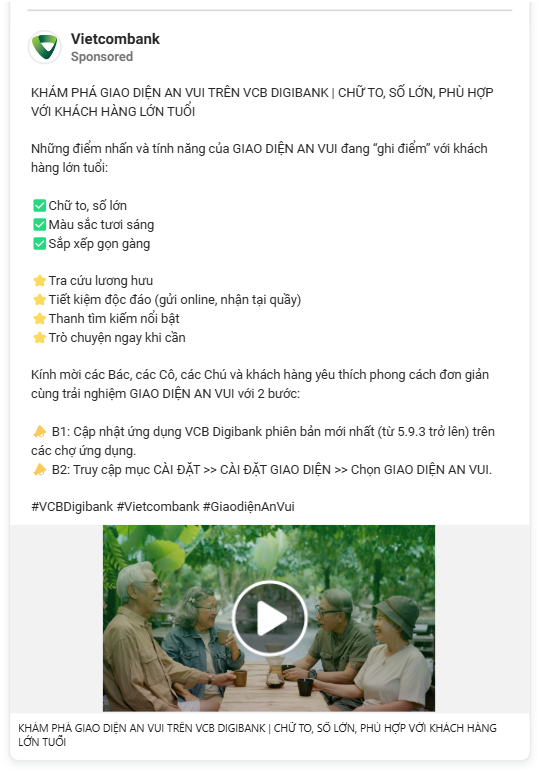 Vietcombank
Sponsored
KHÁM PHÁ GIAO DIỆN AN VUI TRÊN VCB DIGIBANK | CHỮ TO, SỐ LỚN, PHÙ HỢP
VỚI KHÁCH HÀNG LỚN TUỔI
Những điểm nhấn và tính năng của GIAO DIỆN AN VUI đang “ghi điểm” với khách
hàng lớn tuổi:
✅Chữ to, số lớn
✅Màu sắc tươi sáng
✅Sắp xếp gọn gàng
⭐Tra cứu lương hưu
⭐Tiết kiệm độc đáo (gửi online, nhận tại quầy)
⭐Thanh tìm kiếm nổi bật
⭐Trò chuyện ngay khi cần
Kính mời các Bác, các Cô, các Chú và khách hàng yêu thích phong cách đơn giản
cùng trải nghiệm GIAO DIỆN AN VUI với 2 bước:
B1: Cập nhật ứng dụng VCB Digibank phiên bản mới nhất (từ 5.9.3 trở lên) trên
các chợ ứng dụng.
B2: Truy cập mục CÀI ĐẶT >> CÀI ĐẶT GIAO DIỆN >> Chọn GIAO DIỆN AN VUI.
#VCBDigibank #Vietcombank #GiaodiệnAnVui
KHÁM PHÁ GIAO DIỆN AN VUI TRÊN VCB DIGIBANK | CHỮ TO, SỐ LỚN, PHÙ HỢP VỚI KHÁCH HÀNG
LỚN TUỔI